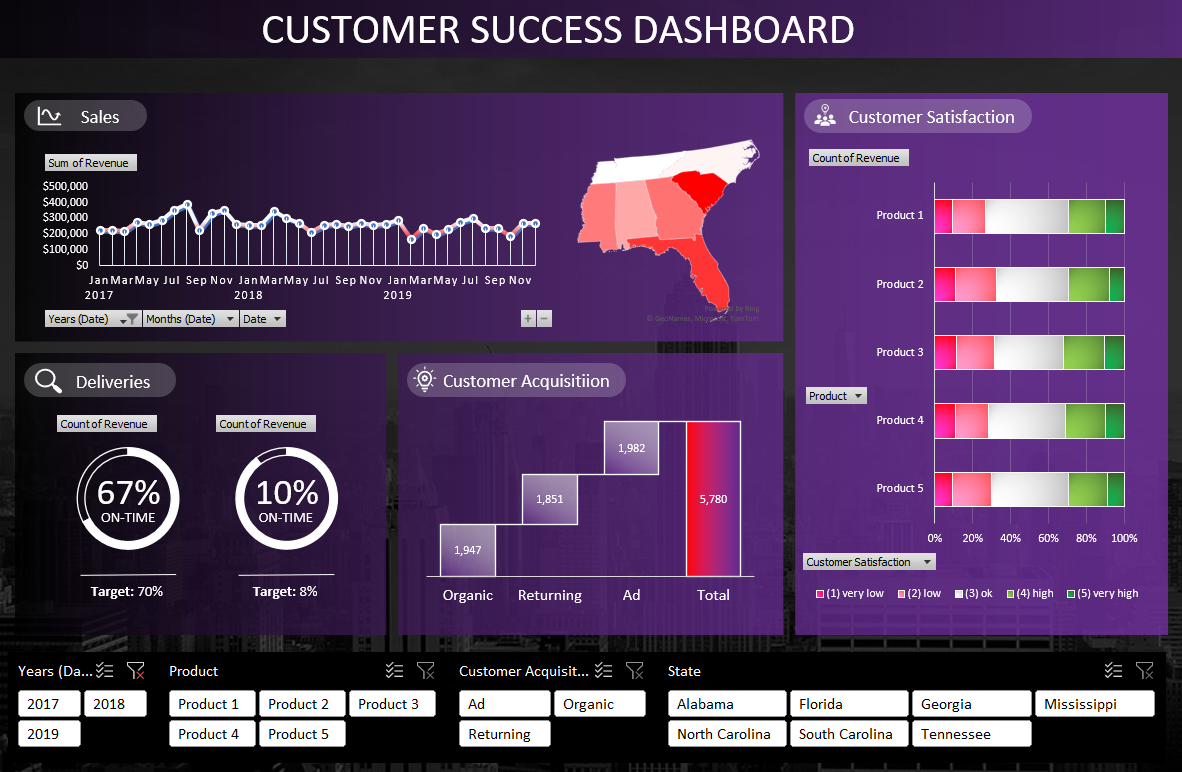 CUSTOMER SUCCESS DASHBOARD
Sales
Sum of Revenue
$500,000
$400,000
$300,000
$200,000
$100,000
$0
Jan Mar May Jul Sep Nov Jan Mar May Jul Sep Nov Jan Mar May Jul Sep Nov
2017 2018 2019
Powered by Bing
© GeoNames, Microsoft, TomTom
ears (Date) Months (Date) Date
+ −
Customer Satisfaction
Count of Revenue
Product 1
Product 2
Product 3
Product
Product 4
Product 5
0% 20% 40% 60% 80% 100%
Customer Satisfaction
(1) very low (2) low (3) ok (4) high (5) very high
Deliveries
Count of Revenue Count of Revenue
67% 10%
ON-TIME ON-TIME
Target: 70% Target: 8%
Customer Acquisitiion
1,982
1,851 5,780
1,947
Organic Returning Ad Total
Years (Da...
2017 2018
2019
Product
Product 1 Product 2 Product 3
Product 4 Product 5
Customer Acquisit...
Ad Organic
Returning
State
Alabama Florida Georgia Mississippi
North Carolina South Carolina Tennessee